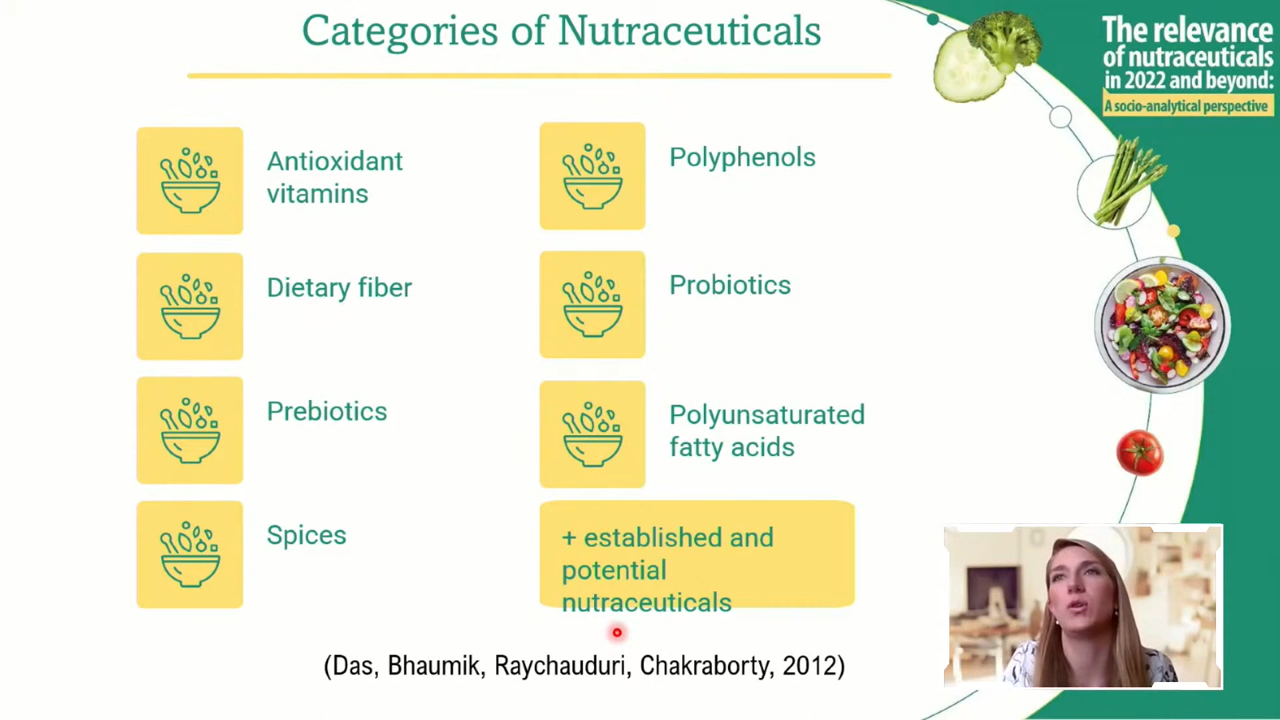 Categories of Nutraceuticals
The relevance
of nutraceuticals
in 2022 and beyond:
A socio-analytical perspective
Antioxidant
vitamins
Polyphenols
Dietary fiber
Probiotics
Prebiotics
Polyunsaturated
fatty acids
Spices
+ established and
potential
nutraceuticals
(Das, Bhaumik, Raychauduri, Chakraborty, 2012)